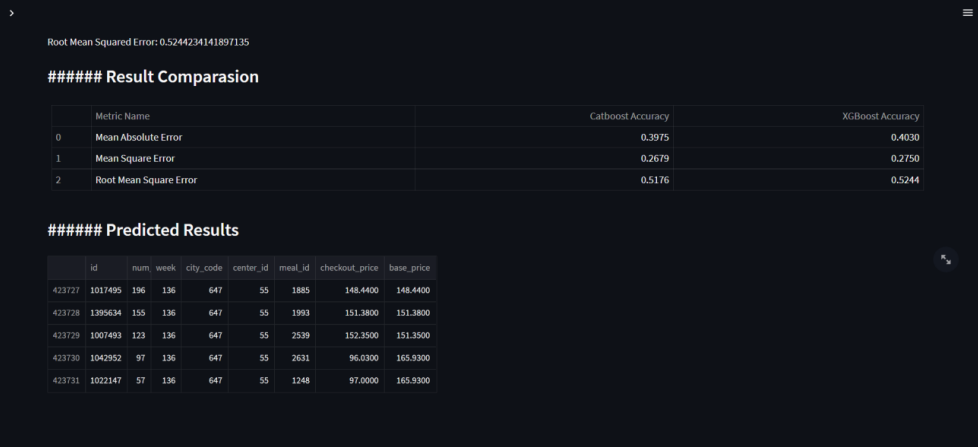 Root Mean Squared Error: 0.5244234141897135
###### Result Comparasion
Metric Name Catboost Accuracy XGBoost Accuracy
0 Mean Absolute Error 0.3975 0.4030
1 Mean Square Error 0.2679 0.2750
2 Root Mean Square Error 0.5176 0.5244
###### Predicted Results
id num_ week city_code center_id meal_id checkout_price base_price
423727 1017495 196 136 647 55 1885 148.4400 148.4400
423728 1395634 155 136 647 55 1993 151.3800 151.3800
423729 1007493 123 136 647 55 2539 152.3500 151.3500
423730 1042952 97 136 647 55 2631 96.0300 165.9300
423731 1022147 57 136 647 55 1248 97.0000 165.9300